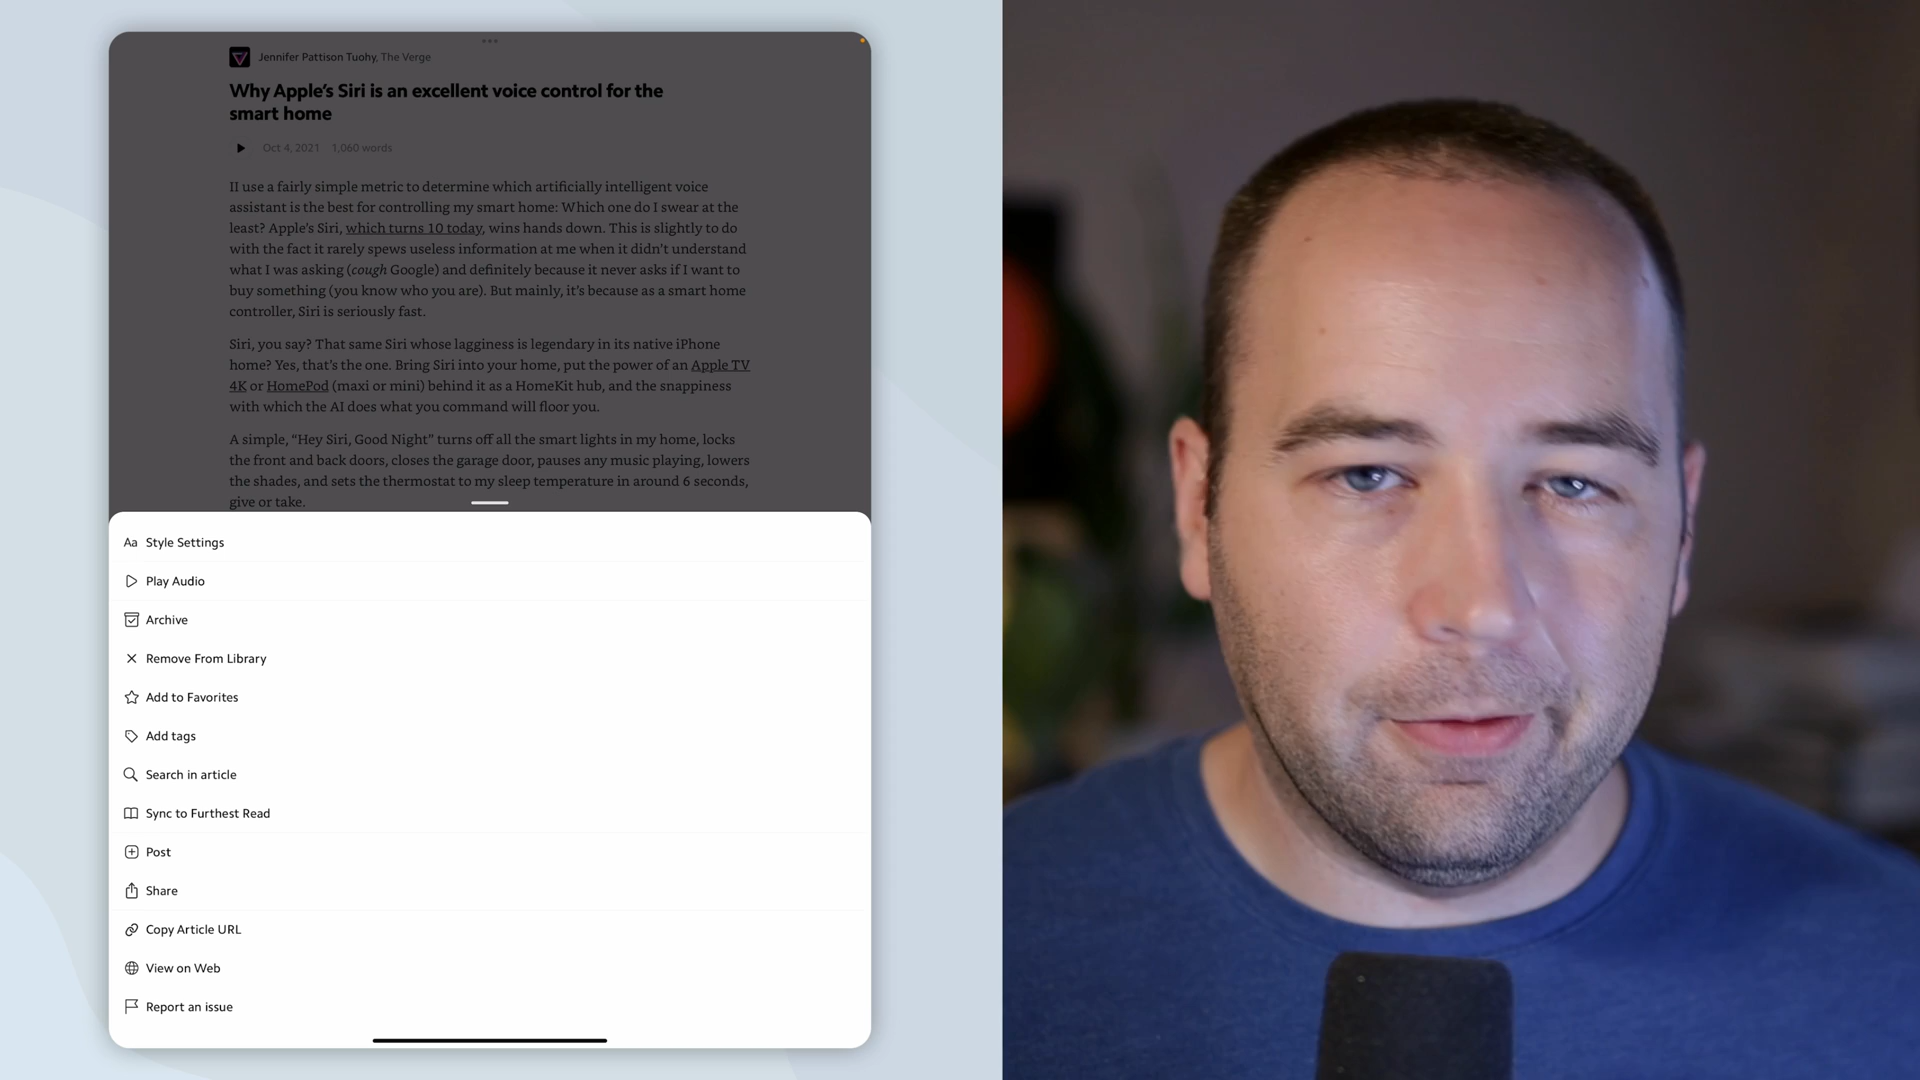 Jennifer Pattison Tuohy, The Verge
Why Apple's Siri is an excellent voice control for the
smart home
Oct 4, 2021 1,060 words
II use a fairly simple metric to determine which artificially intelligent voice
assistant is the best for controlling my smart home: Which one do I swear at the
least? Apple's Siri, which turns 10 today, wins hands down. This is slightly to do
with the fact it rarely spews useless information at me when it didn't understand
what I was asking (cough Google) and definitely because it never asks if I want to
buy something (you know who you are). But mainly, it's because as a smart home
controller, Siri is seriously fast.
Siri, you say? That same Siri whose lagginess is legendary in its native iPhone
home? Yes, that's the one. Bring Siri into your home, put the power of an Apple TV
4K or HomePod (maxi or mini) behind it as a HomeKit hub, and the snappiness
with which the AI does what you command will floor you.
A simple, “Hey Siri, Good Night” turns off all the smart lights in my home, locks
the front and back doors, closes the garage door, pauses any music playing, lowers
the shades, and sets the thermostat to my sleep temperature in around 6 seconds,
give or take.
Aa Style Settings
Play Audio
Archive
Remove From Library
Add to Favorites
Add tags
Search in article
Sync to Furthest Read
Post
Share
Copy Article URL
View on Web
Report an issue